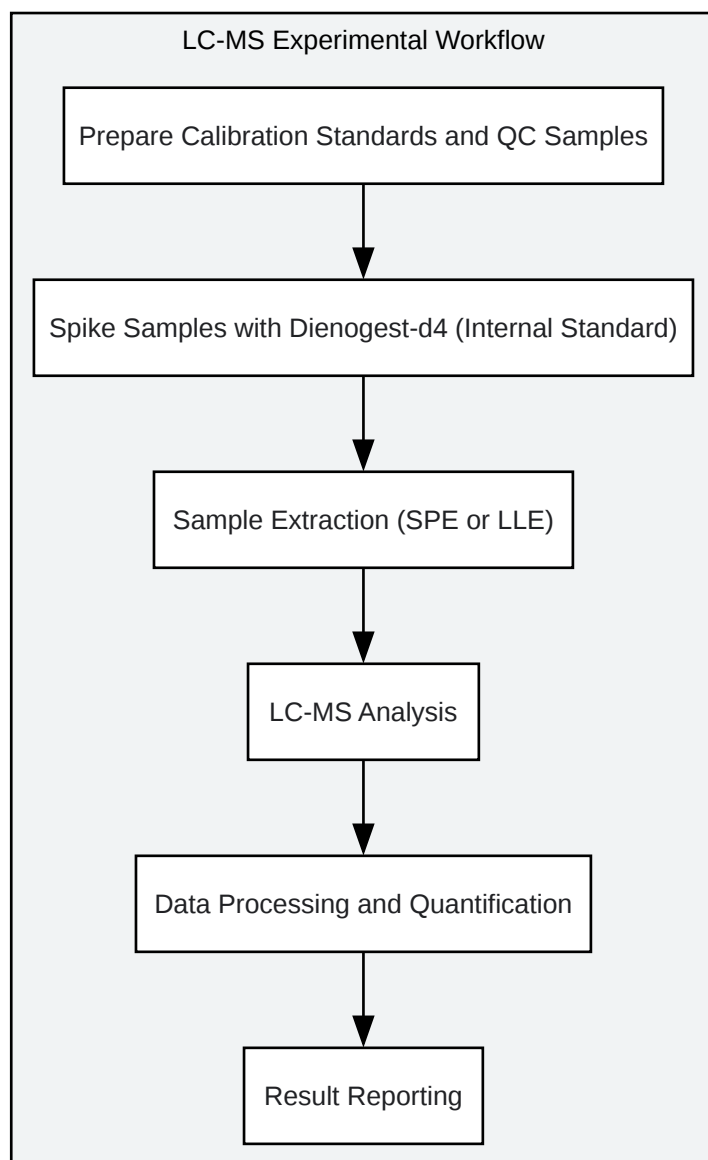 LC-MS Experimental Workflow
Prepare Calibration Standards and QC Samples
Spike Samples with Dienogest-d4 (Internal Standard)
Sample Extraction (SPE or LLE)
LC-MS Analysis
Data Processing and Quantification
Result Reporting